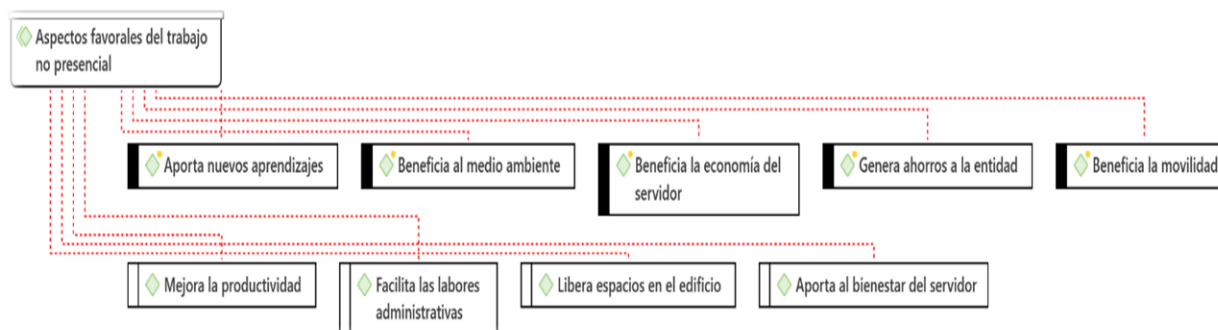 Aspectos favorales del trabajo
no presencial
Aporta nuevos aprendizajes
Beneficia al medio ambiente
Beneficia la economía del
servidor
Genera ahorros a la entidad
Beneficia la movilidad
Mejora la productividad
Facilita las labores
administrativas
Libera espacios en el edificio
Aporta al bienestar del servidor